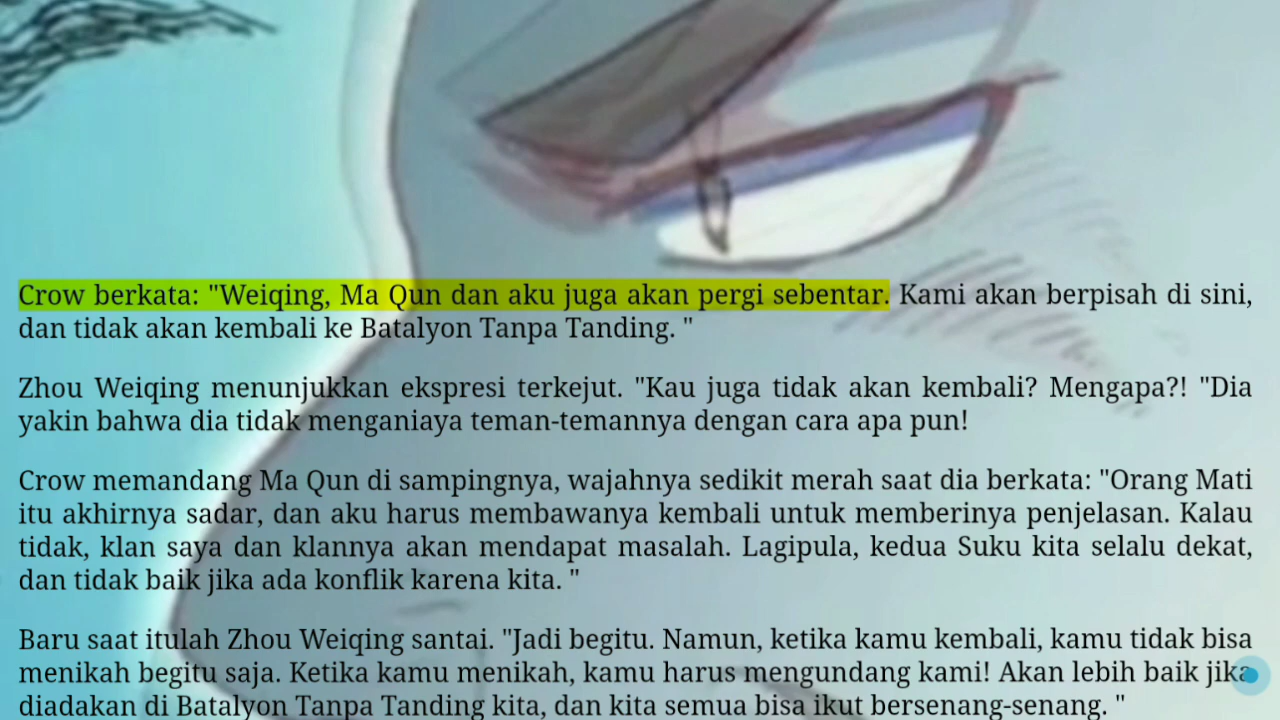 Crow berkata: "Weiqing, Ma Qun dan aku juga akan pergi sebentar. Kami akan berpisah di sini,
dan tidak akan kembali ke Batalyon Tanpa Tanding. "
Zhou Weiqing menunjukkan ekspresi terkejut. "Kau juga tidak akan kembali? Mengapa?! "Dia
yakin bahwa dia tidak menganiaya teman-temannya dengan cara apa pun!
Crow memandang Ma Qun di sampingnya, wajahnya sedikit merah saat dia berkata: "Orang Mati
itu akhirnya sadar, dan aku harus membawanya kembali untuk memberinya penjelasan. Kalau
tidak, klan saya dan klannya akan mendapat masalah. Lagipula, kedua Suku kita selalu dekat,
dan tidak baik jika ada konflik karena kita. "
Baru saat itulah Zhou Weiqing santai. "Jadi begitu. Namun, ketika kamu kembali, kamu tidak bisa
menikah begitu saja. Ketika kamu menikah, kamu harus mengundang kami! Akan lebih baik jika
diadakan di Batalyon Tanpa Tanding kita, dan kita semua bisa ikut bersenang-senang. "